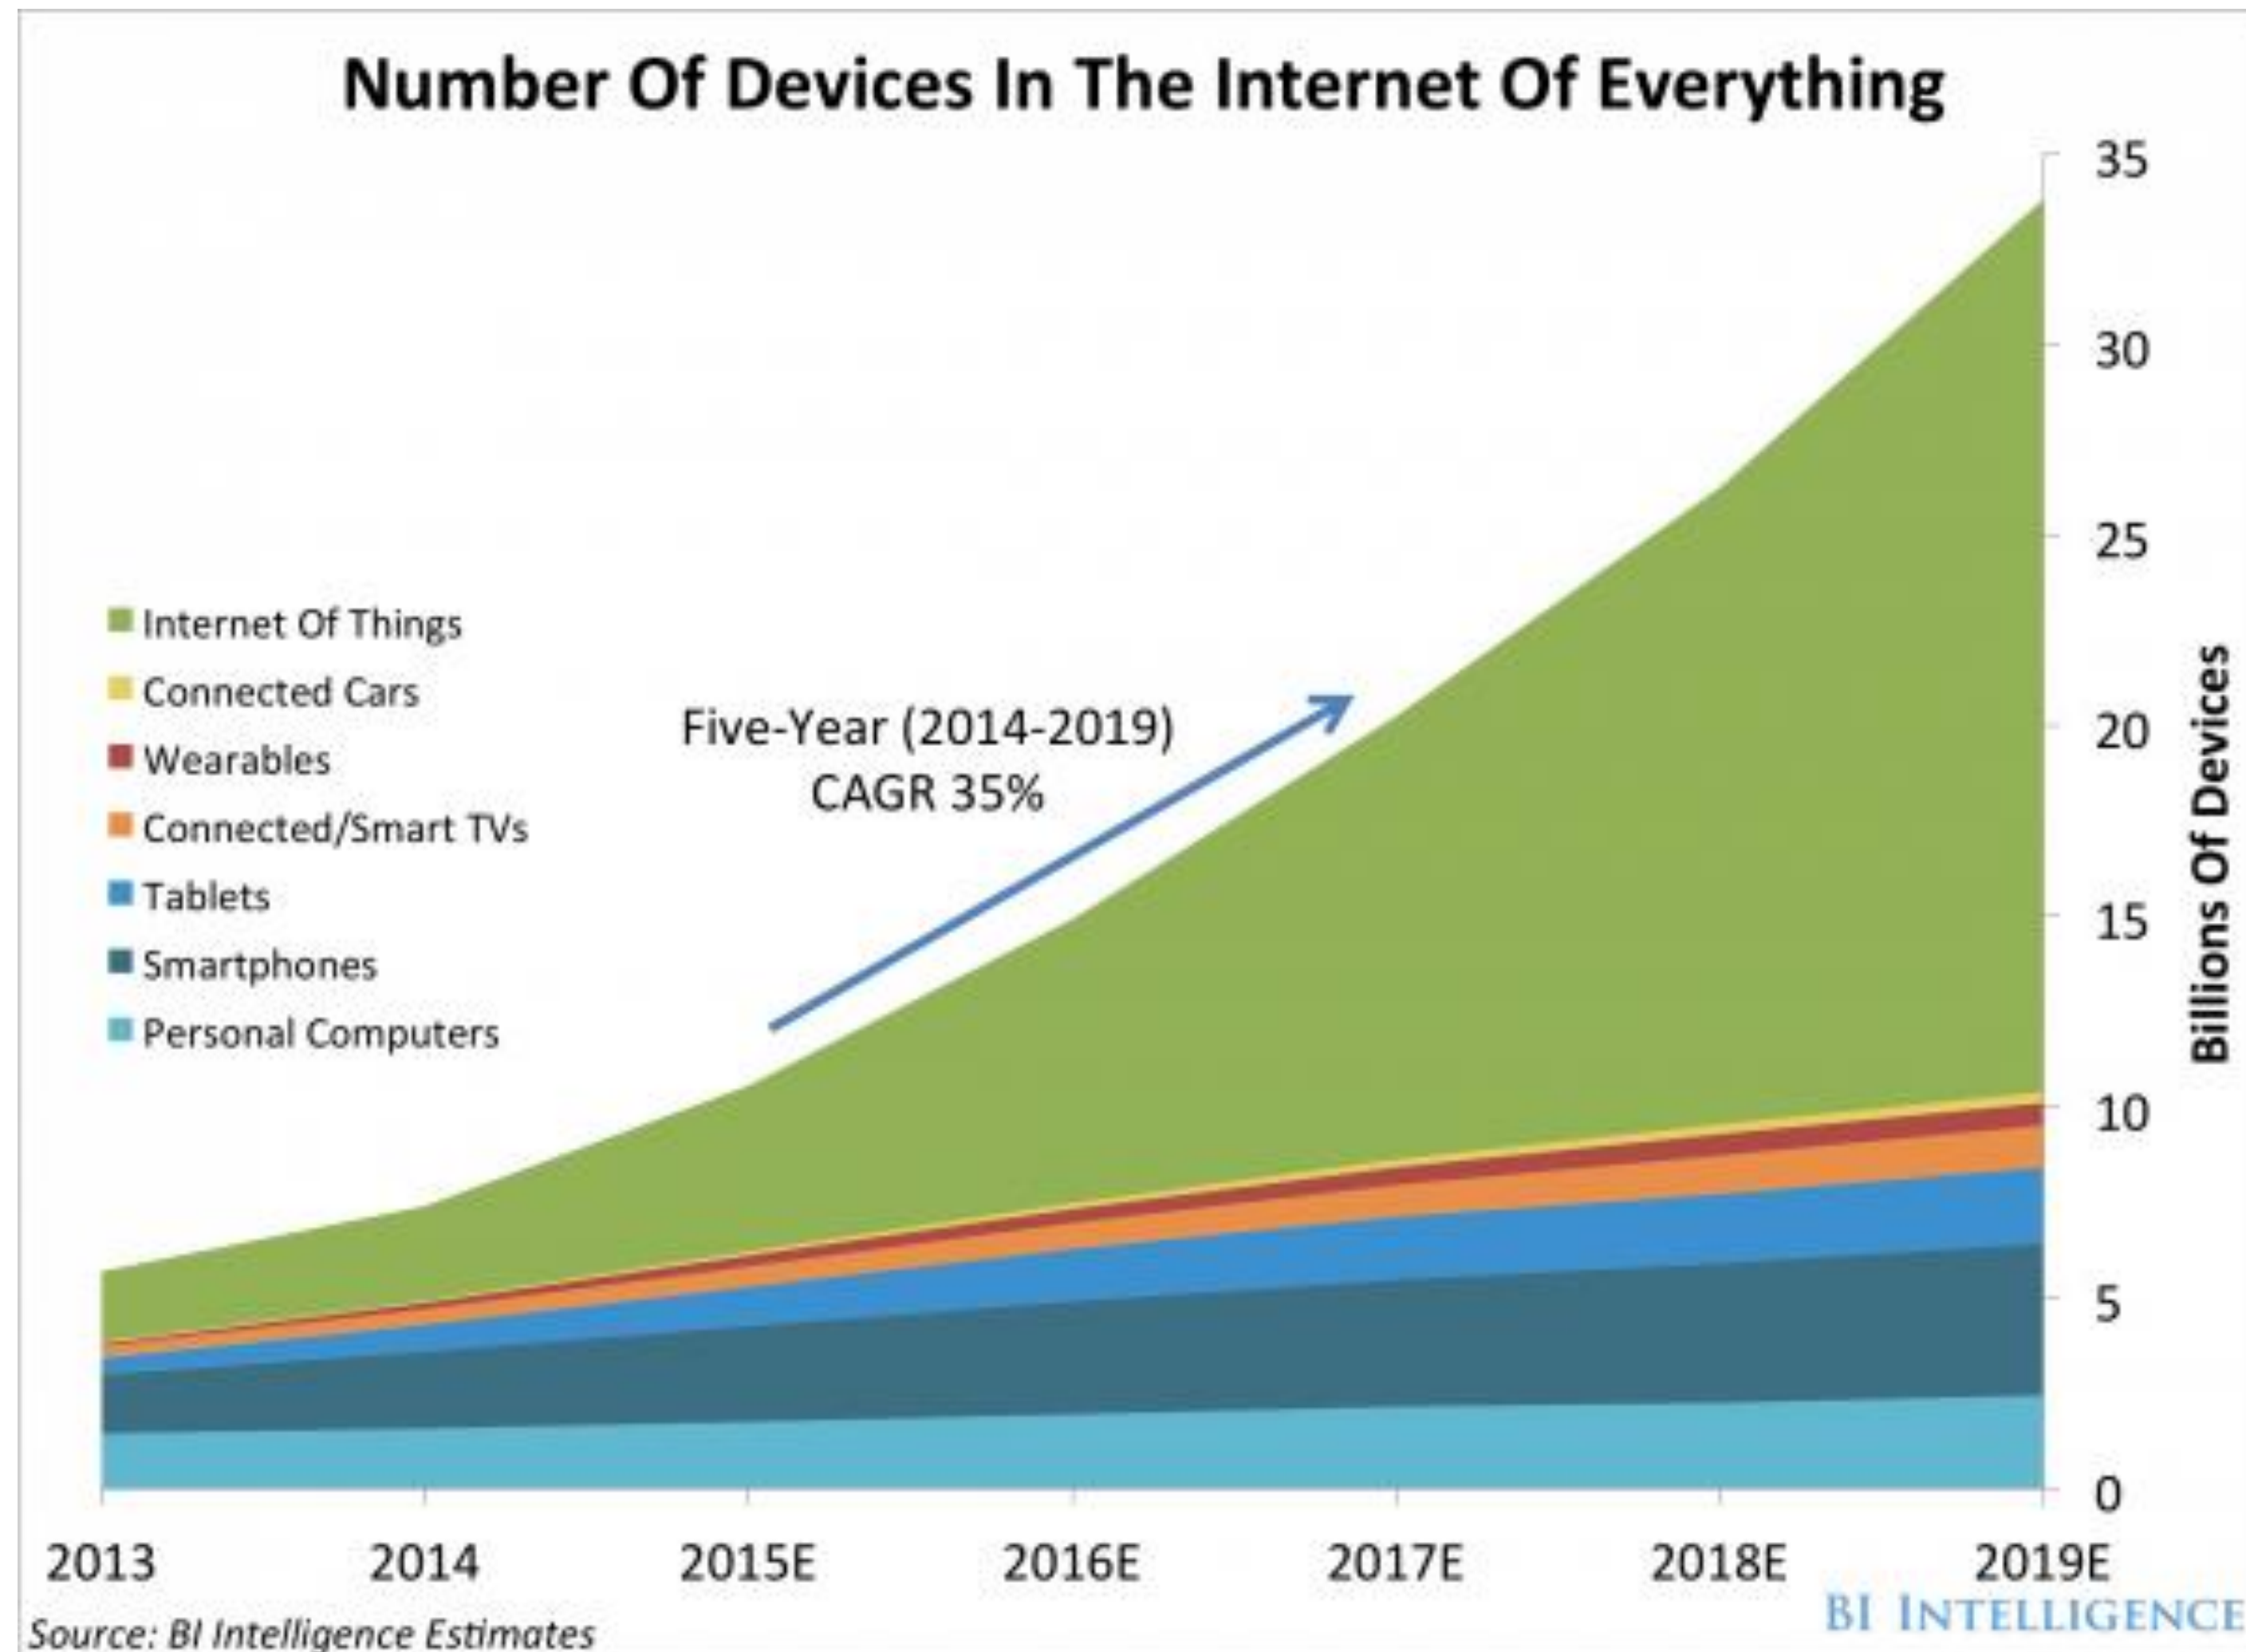 Number Of Devices In The Internet Of Everything
35
30
25
20
15
10
5
0
Billions Of Devices
Internet Of Things
Connected Cars
Wearables
Connected/Smart TVs
Tablets
Smartphones
Personal Computers
Five-Year (2014-2019)
CAGR 35%
2013 2014 2015E 2016E 2017E 2018E 2019E
BI INTELLIGENCE
Source: BI Intelligence Estimates